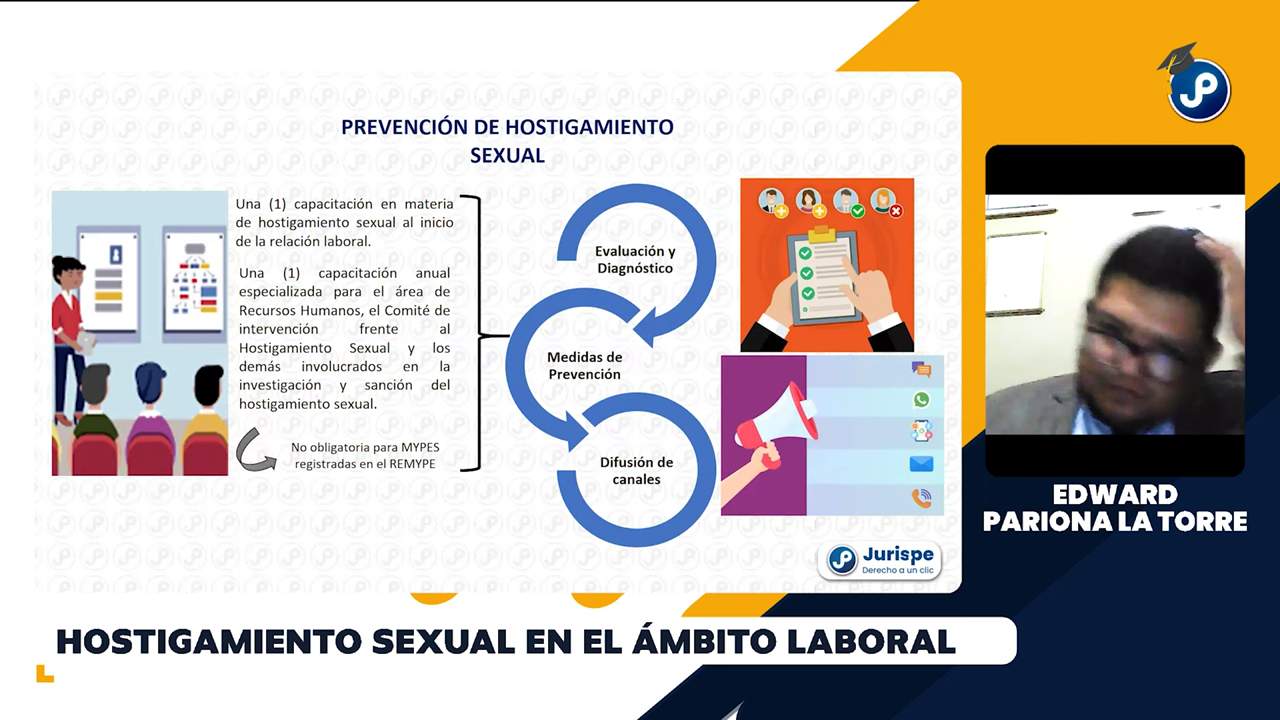 PREVENCIÓN DE HOSTIGAMIENTO
SEXUAL
Una (1) capacitación en materia
de hostigamiento sexual al inicio
de la relación laboral.
Una (1) capacitación anual
especializada para el área de
Recursos Humanos, el Comité de
intervención frente al
Hostigamiento Sexual y los
demás involucrados en la
investigación y sanción del
hostigamiento sexual.
No obligatoria para MYPES
registradas en el REMYPE
Evaluación y
Diagnóstico
Medidas de
Prevención
Difusión de
canales
JP
Jurispe
Derecho a un clic
JP
EDWARD
PARIONA LA TORRE
HOSTIGAMIENTO SEXUAL EN EL ÁMBITO LABORAL